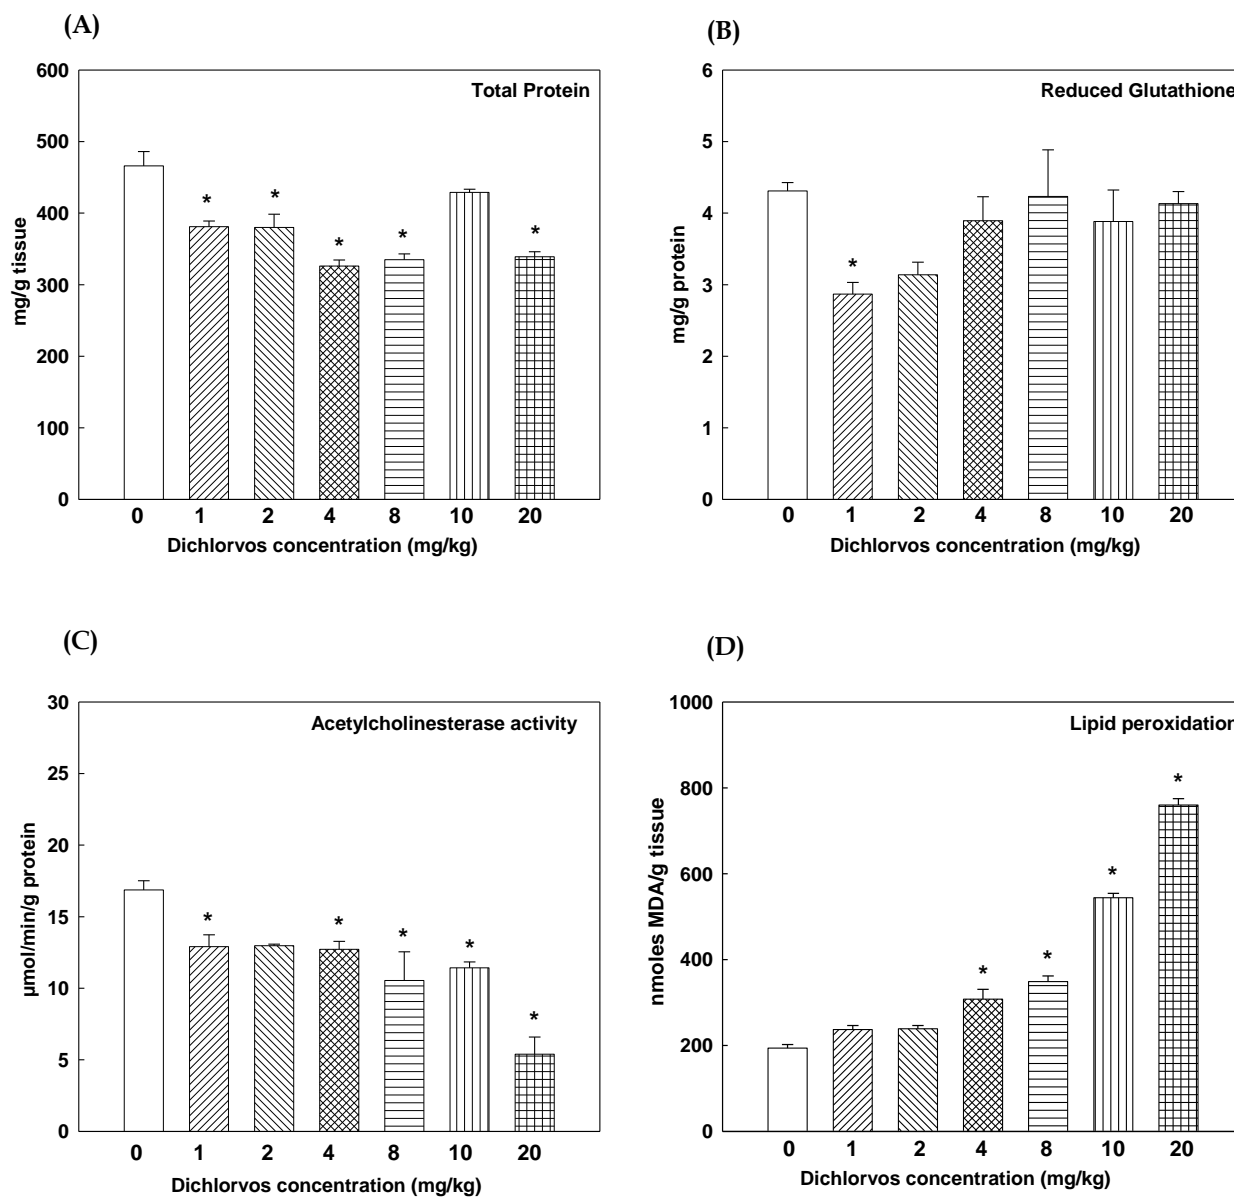 (A)
Total Protein
600
500
400
300
200
100
0
mg/g tissue
* * * * *
0 1 2 4 8 10 20
Dichlorvos concentration (mg/kg)
(B)
Reduced Glutathione
6
5
4
3
2
1
0
mg/g protein
*
0 1 2 4 8 10 20
Dichlorvos concentration (mg/kg)
(C)
Acetylcholinesterase activity
30
25
20
15
10
5
0
µmol/min/g protein
* * * * *
0 1 2 4 8 10 20
Dichlorvos concentration (mg/kg)
(D)
Lipid peroxidation
1000
800
600
400
200
0
nmoles MDA/g tissue
* * * *
0 1 2 4 8 10 20
Dichlorvos concentration (mg/kg)